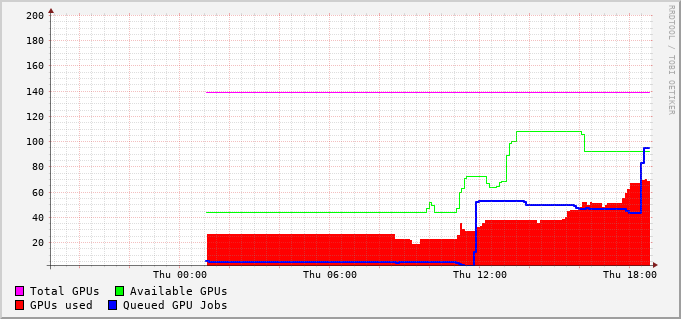 200
180
160
140
120
100
80
60
40
20
Thu 00:00 Thu 06:00 Thu 12:00 Thu 18:00
Total GPUs Available GPUs
GPUs used Queued GPU Jobs
RRDTOOL / TOBI OETIKER